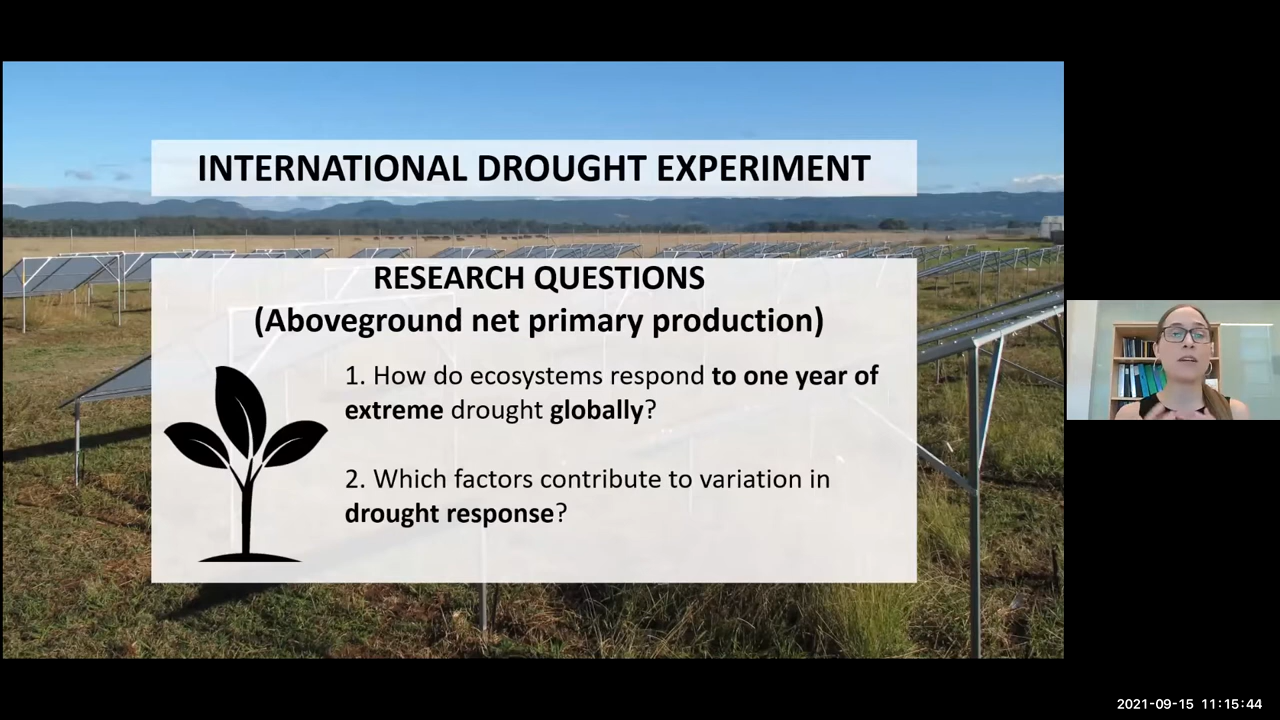 INTERNATIONAL DROUGHT EXPERIMENT
RESEARCH QUESTIONS
(Aboveground net primary production)
1. How do ecosystems respond to one year of
extreme drought globally?
2. Which factors contribute to variation in
drought response?
2021-09-15 11:15:44